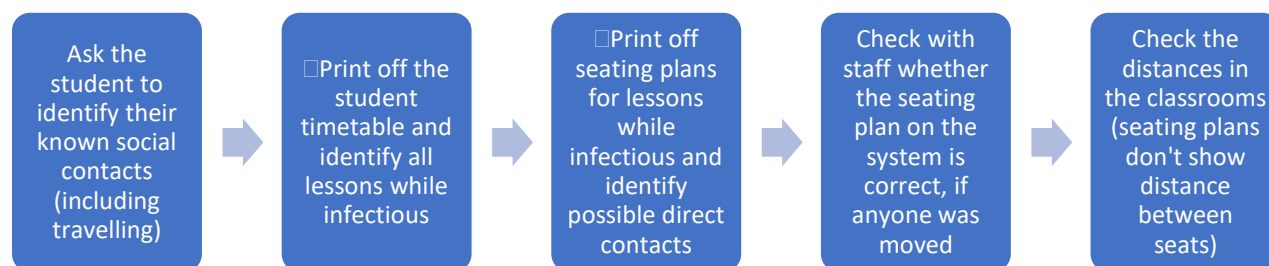 Ask the
student to
identify their
known social
contacts
(including
travelling)
□Print off the
student
timetable and
identify all
lessons while
infectious
□Print off
seating plans
for lessons
while
infectious and
identify
possible direct
contacts
Check with
staff whether
the seating
plan on the
system is
correct, if
anyone was
moved
Check the
distances in
the classrooms
(seating plans
don't show
distance
between
seats)